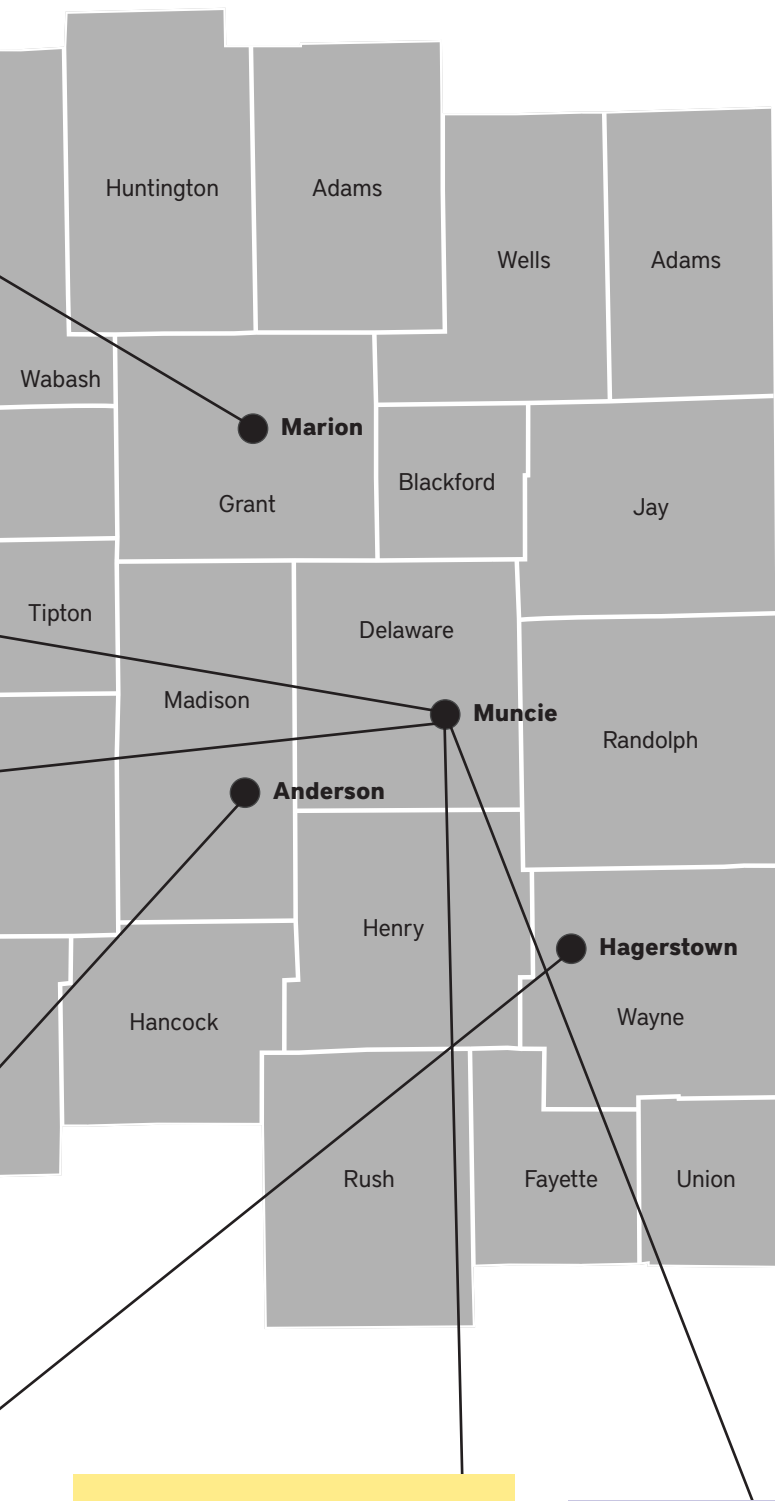 Huntington
Adams
Wells
Adams
Wabash
Marion
Blackford
Grant
Jay
Tipton
Delaware
Madison
Muncie
Randolph
Anderson
Henry
Hagerstown
Hancock
Wayne
Rush
Fayette
Union